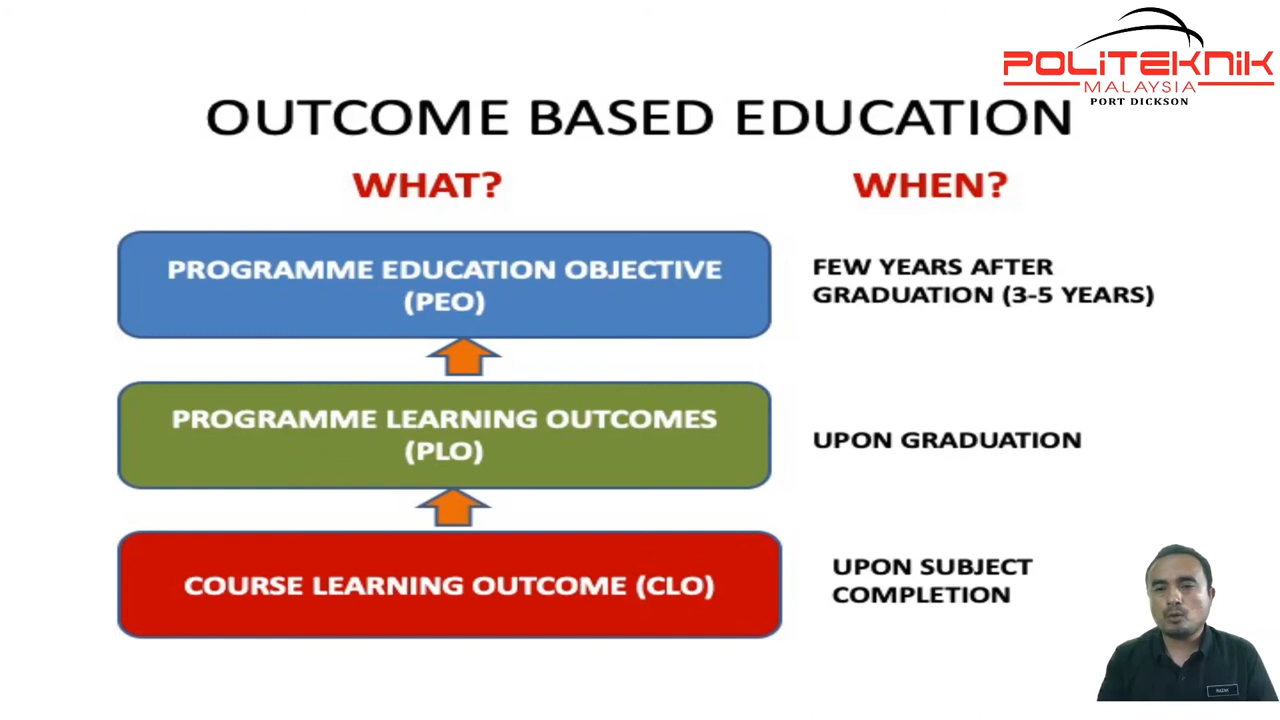 POLITEKNIK
MALAYSIA
PORT DICKSON
OUTCOME BASED EDUCATION
WHAT?
WHEN?
PROGRAMME EDUCATION OBJECTIVE
(PEO)
FEW YEARS AFTER
GRADUATION (3-5 YEARS)
PROGRAMME LEARNING OUTCOMES
(PLO)
UPON GRADUATION
COURSE LEARNING OUTCOME (CLO)
UPON SUBJECT
COMPLETION